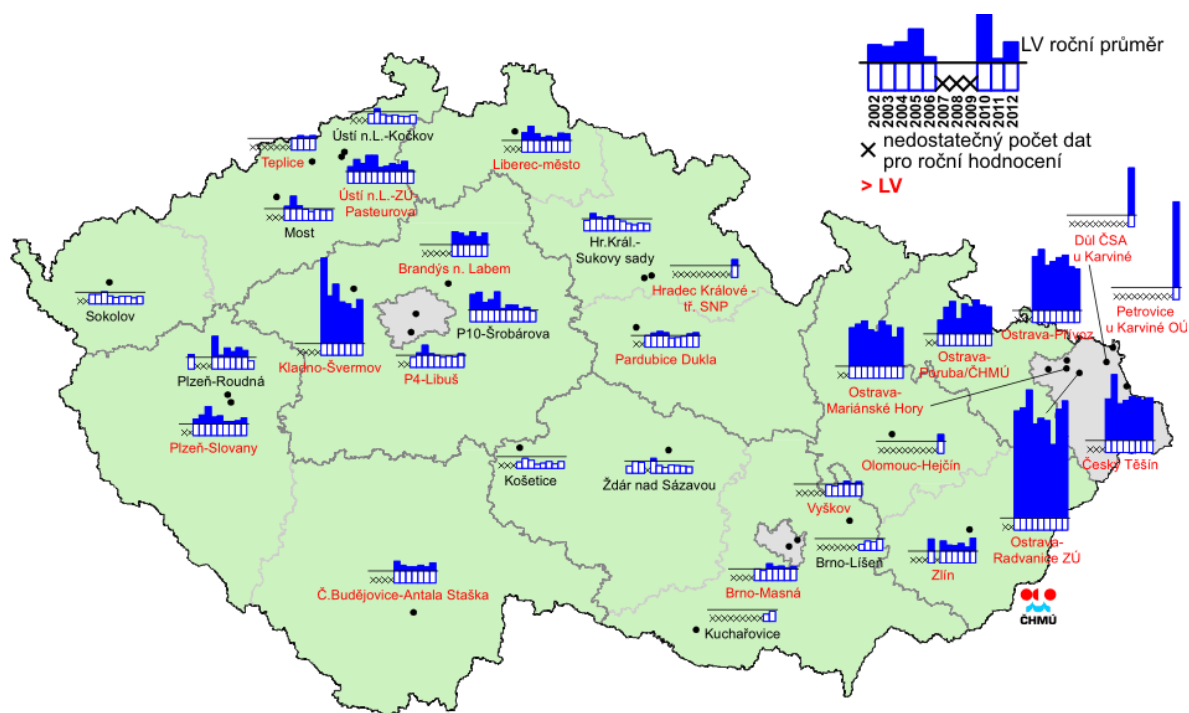 LV roční průměr
2002
2003
2004
2005
2006
2007
2008
2009
2010
2011
2012
nedostatečný počet dat
pro roční hodnocení
> LV
Ústí n.L.-Kočkov
Teplice
Liberec-město
Ústí n.L.-ZÚ-
Pasteurova
Most
Důl ČSA
u Karviné
Hr.Král.-
Sukovy sady
Brandýs n. Labem
Hradec Králové -
tř. SNP
Petrovice
u Karviné OÚ
Sokolov
P10-Šrobárova
Ostrava-Přívoz
Plzeň-Roudná
Kladno-Švermov
P4-Libuš
Pardubice Dukla
Ostrava-
Poruba/ČHMÚ
Ostrava-
Mariánské Hory
Plzeň-Slovany
Olomouc-Hejčín
Český Těšín
Košetice
Ždár nad Sázavou
Vyškov
Ostrava-
Radvanice ZÚ
Brno-Líšeň
Zlín
Č.Budějovice-Antala Staška
Brno-Masná
ČHMÚ
Kuchařovice